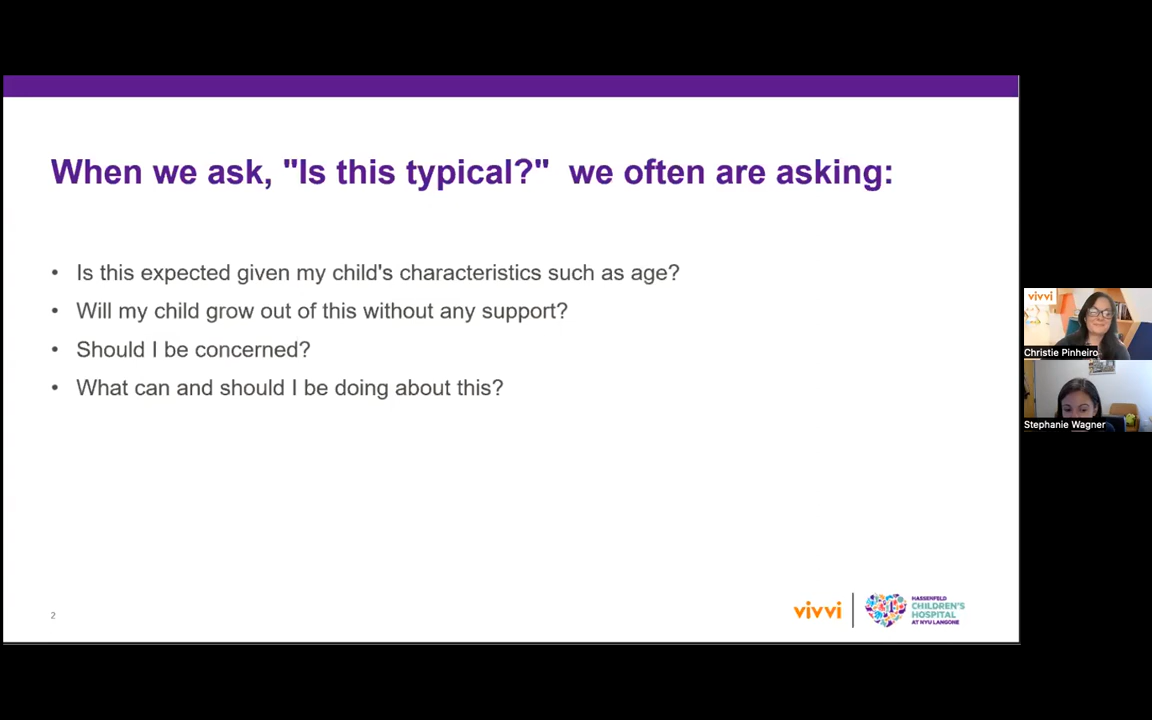 When we ask, "Is this typical?"  we often are asking:
• Is this expected given my child's characteristics such as age?
• Will my child grow out of this without any support?
• Should I be concerned?
• What can and should I be doing about this?
vivvi
Christie Pinheiro
Stephanie Wagner
2
vivvi
HASSENFELD
CHILDREN'S
HOSPITAL
AT NYU LANGONE